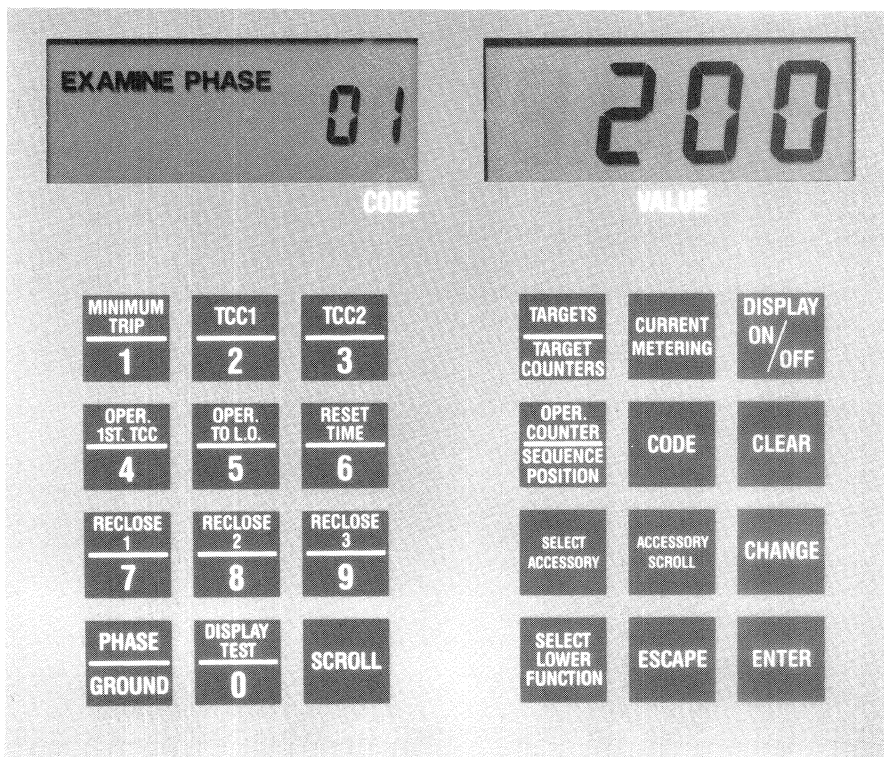 EXAMINE PHASE
01
200
CODE
VALUE
MINIMUM
TRIP
1
TCC1
2
TCC2
3
TARGETS
TARGET
COUNTERS
CURRENT
METERING
DISPLAY
ON/OFF
OPER.
1ST. TCC
4
OPER.
TO L.O.
5
RESET
TIME
6
OPER.
COUNTER
SEQUENCE
POSITION
CODE
CLEAR
RECLOSE
1
7
RECLOSE
2
8
RECLOSE
3
9
SELECT
ACCESSORY
ACCESSORY
SCROLL
CHANGE
PHASE
GROUND
DISPLAY
TEST
0
SCROLL
SELECT
LOWER
FUNCTION
ESCAPE
ENTER